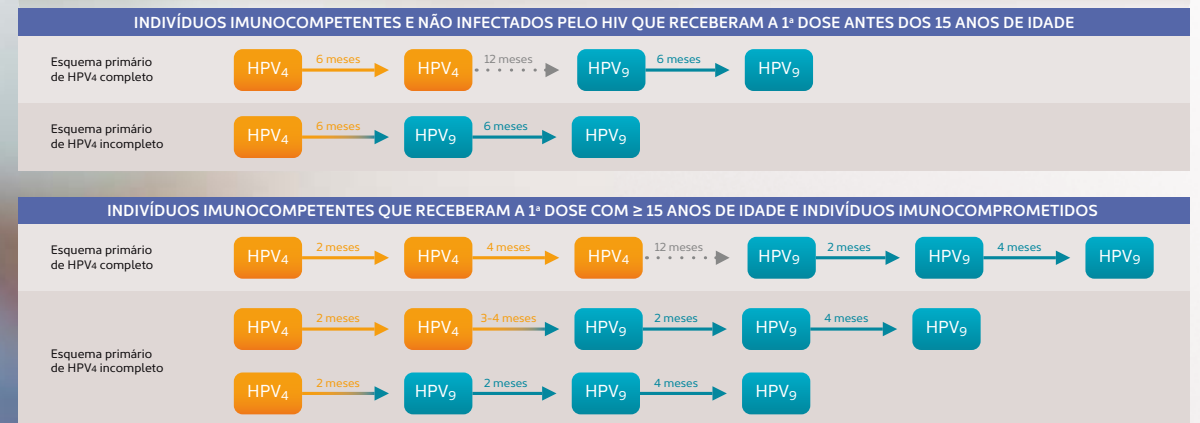 INDIVÍDUOS IMUNOCOMPETENTES E NÃO INFECTADOS PELO HIV QUE RECEBERAM A 1ª DOSE ANTES DOS 15 ANOS DE IDADE
Esquema primário
de HPV4 completo
HPV4 6 meses HPV4 12 meses HPV9 6 meses HPV9
Esquema primário
de HPV4 incompleto
HPV4 6 meses HPV9 6 meses HPV9
INDIVÍDUOS IMUNOCOMPETENTES QUE RECEBERAM A 1ª DOSE COM ≥ 15 ANOS DE IDADE E INDIVÍDUOS IMUNOCOMPROMETIDOS
Esquema primário
de HPV4 completo
HPV4 2 meses HPV4 4 meses HPV4 12 meses HPV9 2 meses HPV9 4 meses HPV9
Esquema primário
de HPV4 incompleto
HPV4 2 meses HPV4 3-4 meses HPV9 2 meses HPV9 4 meses HPV9
HPV4 2 meses HPV9 2 meses HPV9 4 meses HPV9